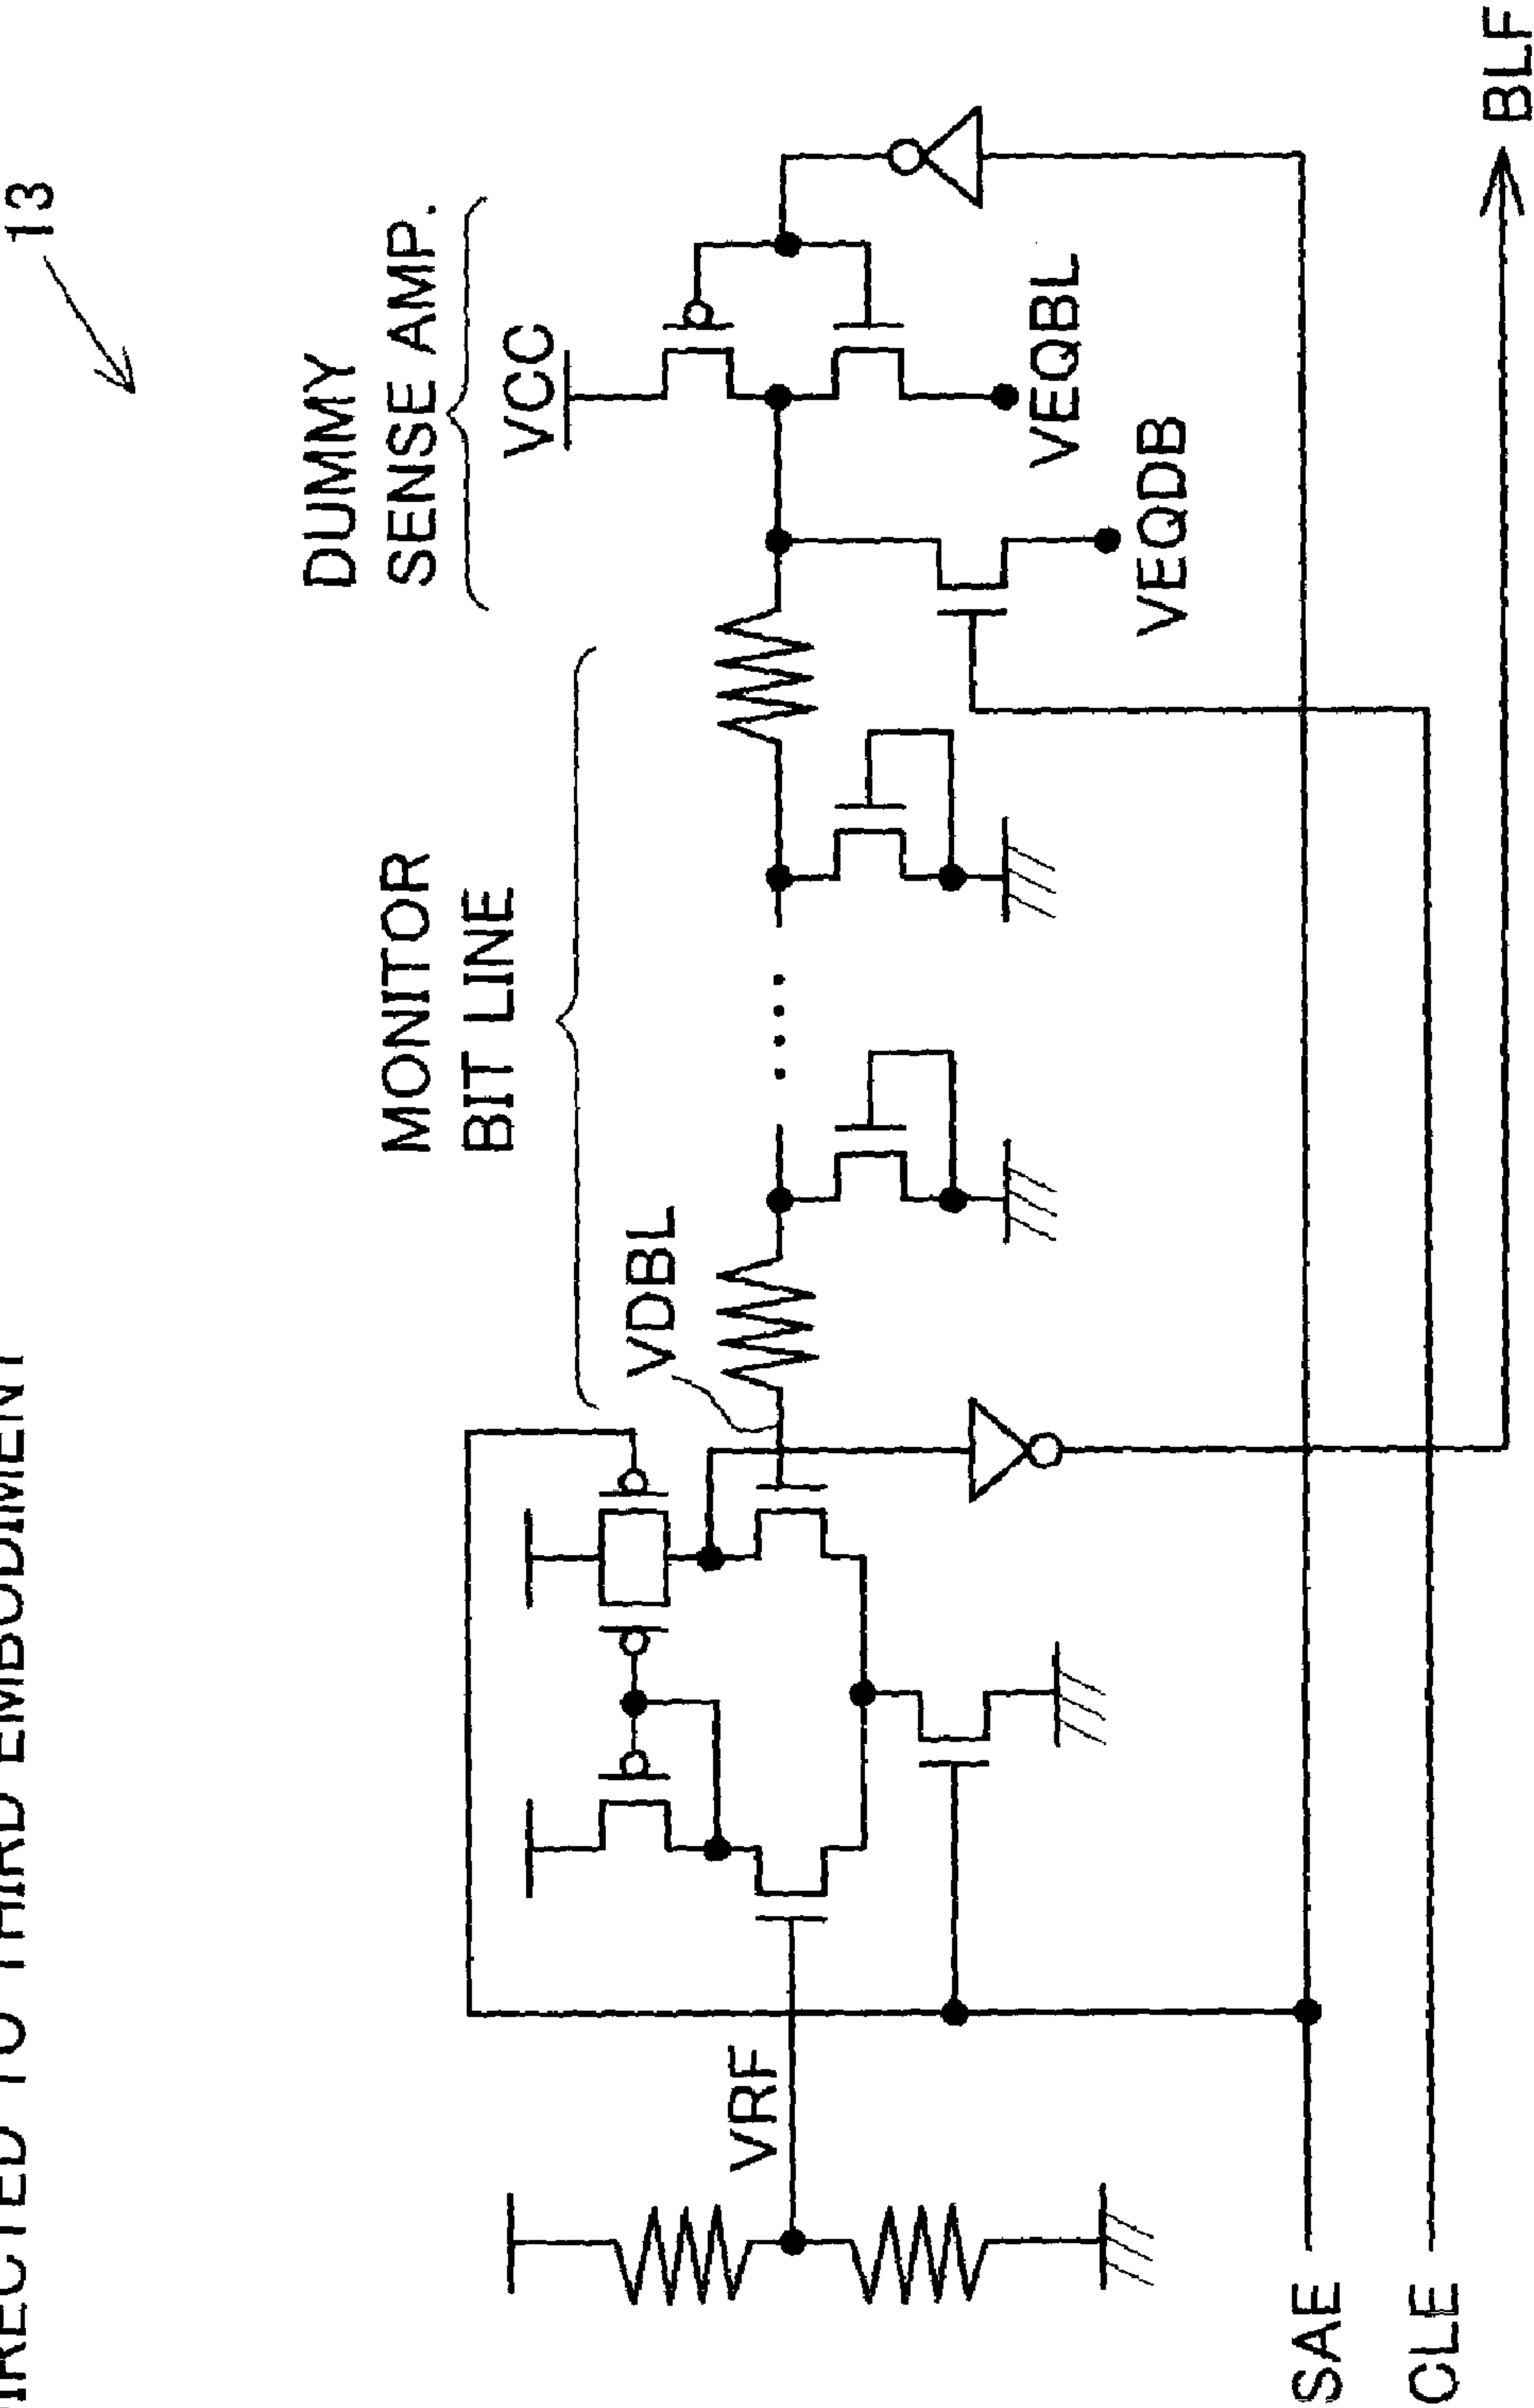 IRECTED TO THIRD EMBODIMENT
13
DUMMY
SENSE AMP.
MONITOR
BIT LINE
VCC
VDBL
VRF
VEQBL
VEQDB
SAE
CLE
BLF